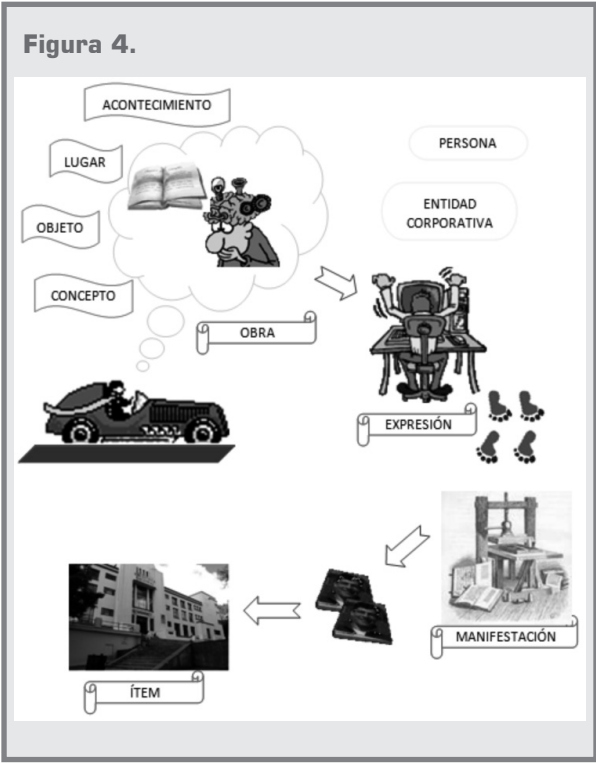 Figura 4.
ACONTECIMIENTO
LUGAR
OBJETO
CONCEPTO
PERSONA
ENTIDAD
CORPORATIVA
OBRA
EXPRESIÓN
MANIFESTACIÓN
ÍTEM